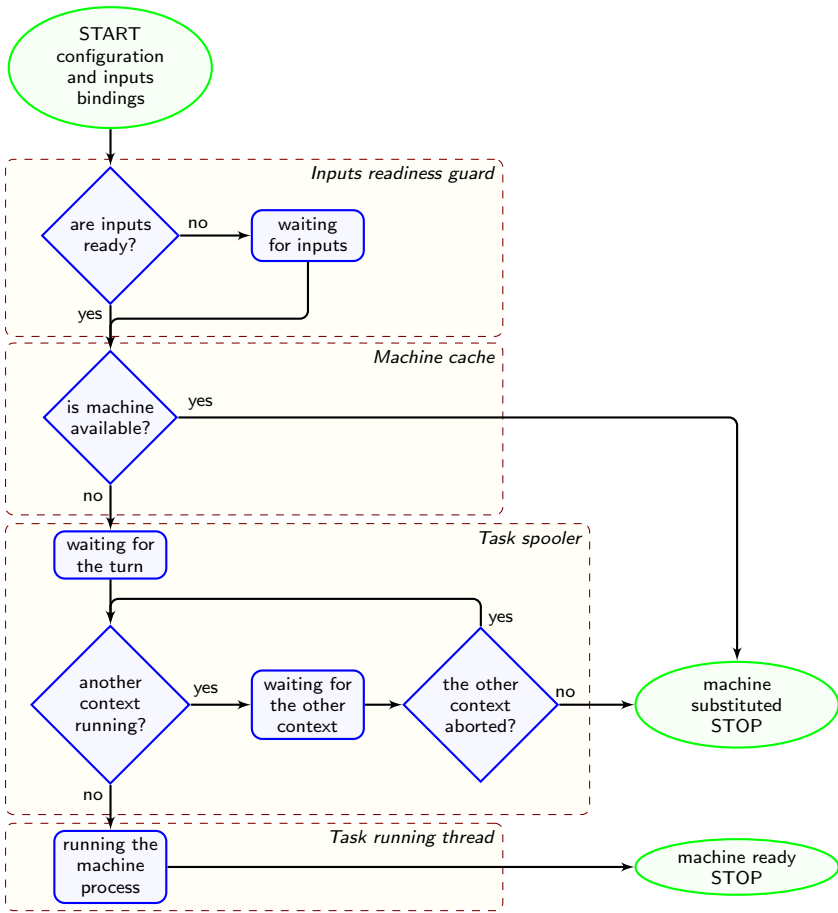 START
configuration
and inputs
bindings
Inputs readiness guard
are inputs
ready?
no
waiting
for inputs
yes
Machine cache
is machine
available?
yes
no
Task spooler
waiting for
the turn
yes
another
context
running?
yes
waiting for
the other
context
the other
context
aborted?
no
machine
substituted
STOP
no
Task running thread
running the
machine
process
machine ready
STOP